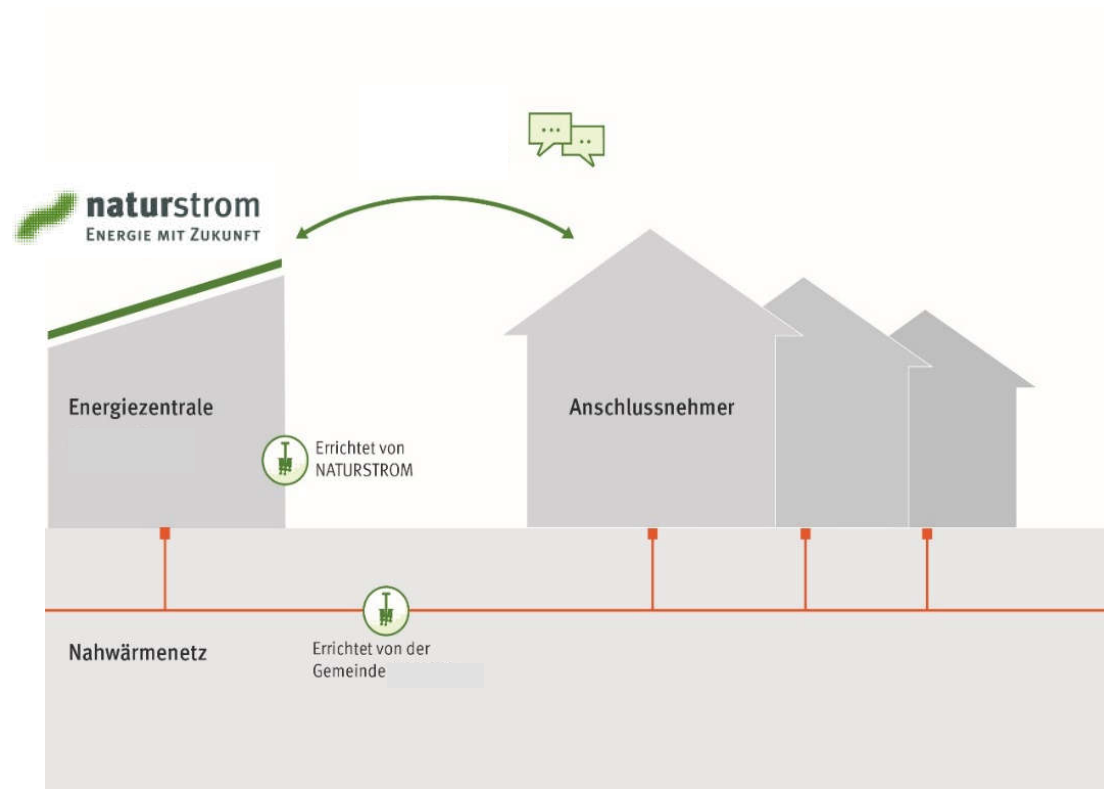 naturstrom
ENERGIE MIT ZUKUNFT
Energiezentrale
Anschlussnehmer
Errichtet von
NATURSTROM
Nahwärmenetz
Errichtet von der
Gemeinde